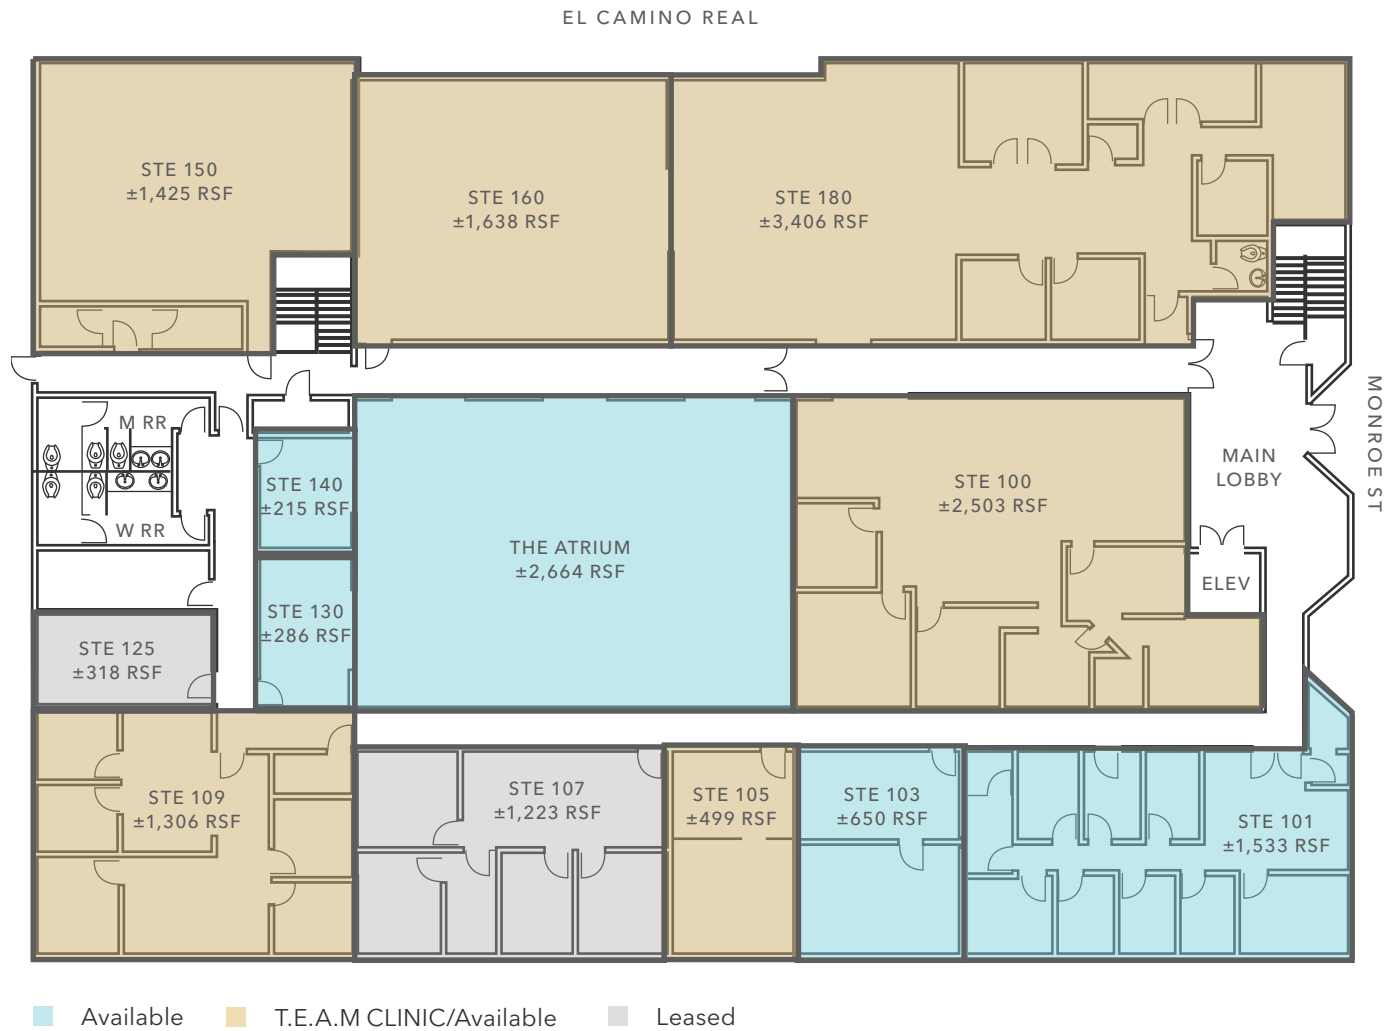 EL CAMINO REAL
STE 150
±1,425 RSF
STE 160
±1,638 RSF
STE 180
±3,406 RSF
MONROE ST
M RR
W RR
STE 140
±215 RSF
STE 130
±286 RSF
THE ATRIUM
±2,664 RSF
STE 100
±2,503 RSF
MAIN
LOBBY
ELEV
STE 125
±318 RSF
STE 109
±1,306 RSF
STE 107
±1,223 RSF
STE 105
±499 RSF
STE 103
±650 RSF
STE 101
±1,533 RSF
Available
T.E.A.M CLINIC/Available
Leased